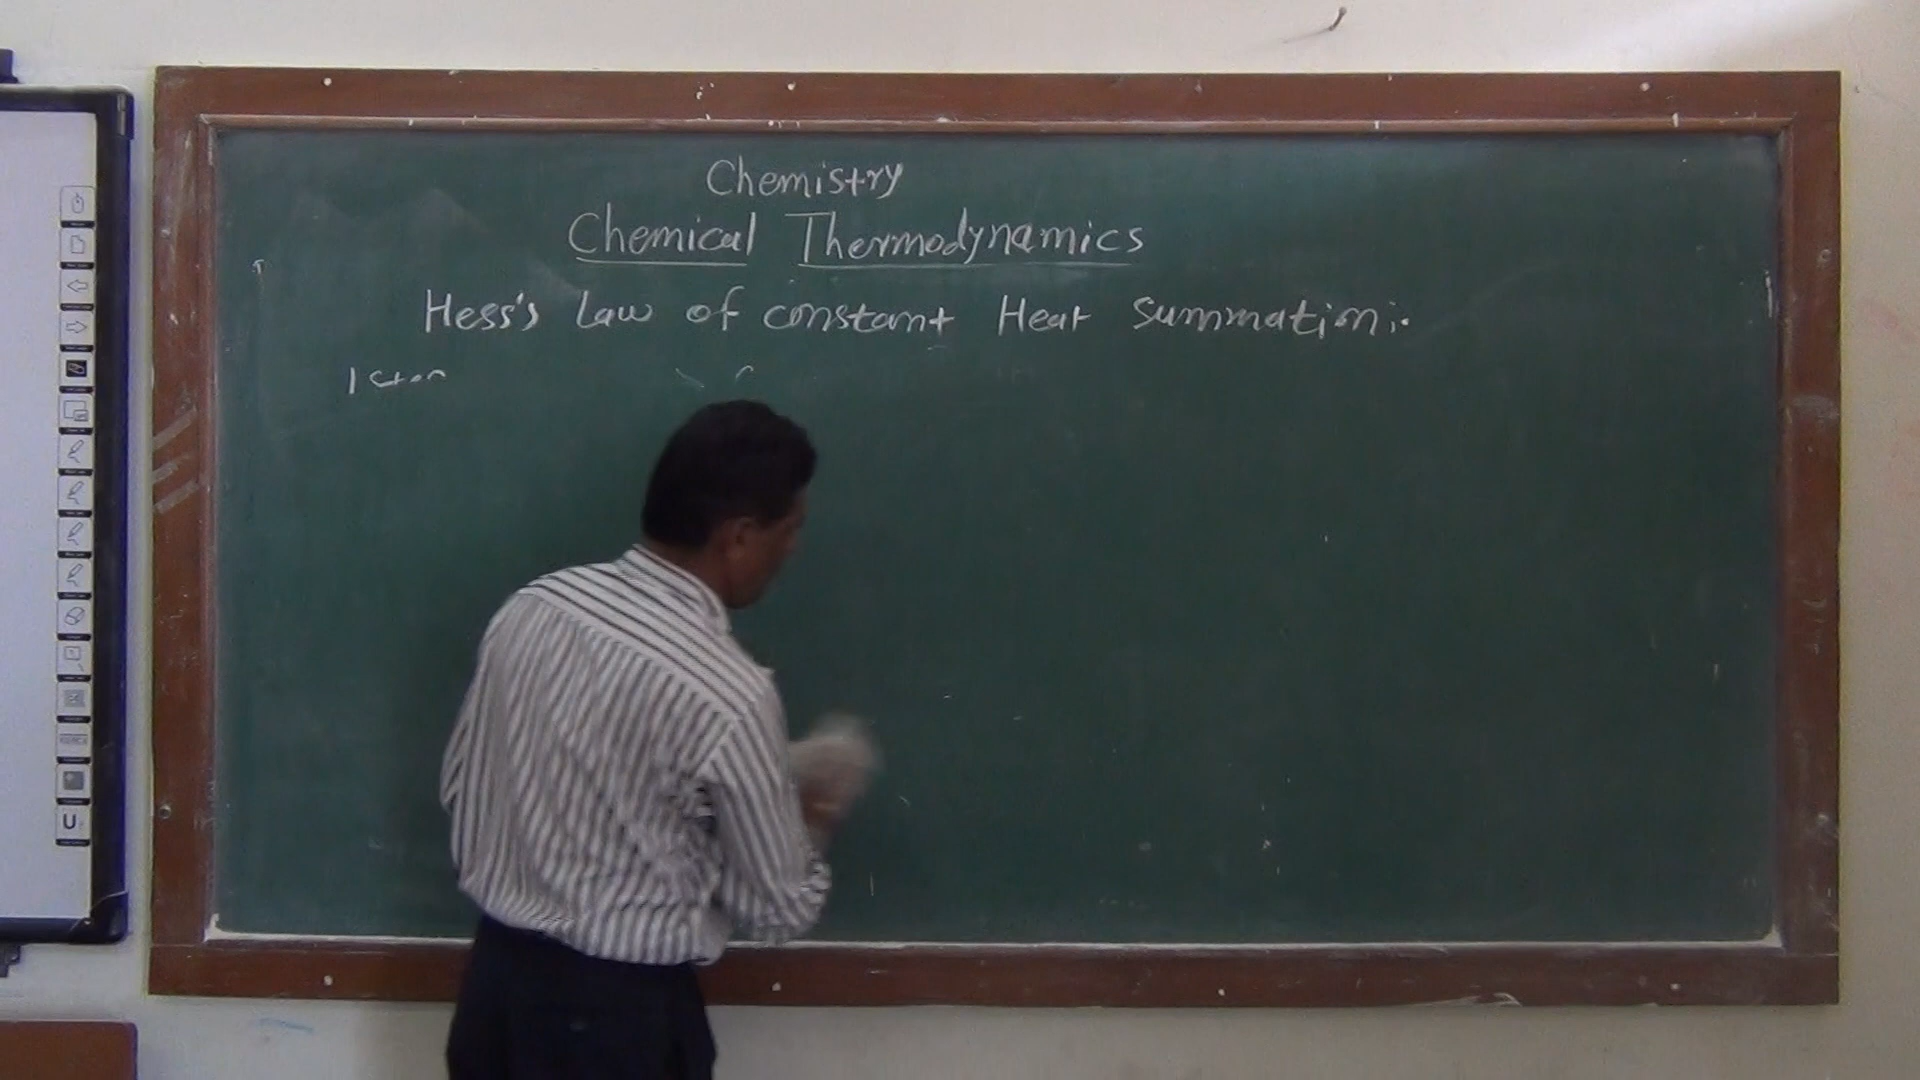 Chemistry
Chemical Thermodynamics
Hess's Law of constant Heat Summation:
U